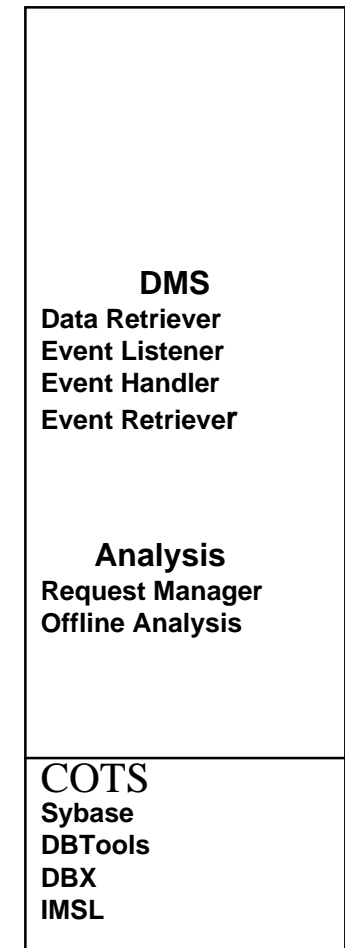 DMS
Data Retriever
Event Listener
Event Handler
Event Retriever
Analysis
Request Manager
Offline Analysis
COTS
Sybase
DBTools
DBX
IMSL